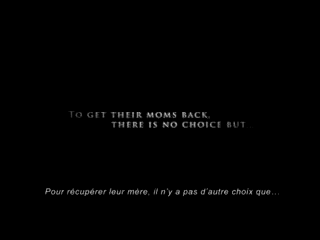 TO GET THEIR MOMS BACK,
THERE IS NO CHOICE BUT...
Pour récupérer leur mère, il n'y a pas d'autre choix que...